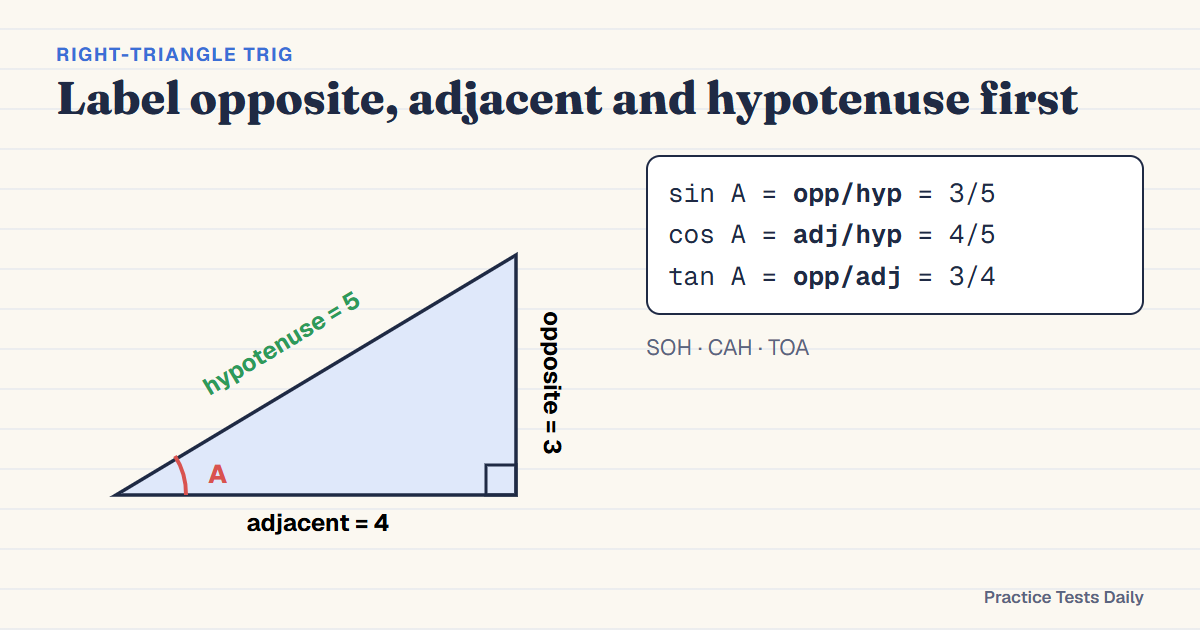 RIGHT-TRIANGLE TRIG
Label opposite, adjacent and hypotenuse first
sin A = opp/hyp = 3/5
cos A = adj/hyp = 4/5
tan A = opp/adj = 3/4
SOH · CAH · TOA
hypotenuse = 5
opposite = 3
A
adjacent = 4
Practice Tests Daily